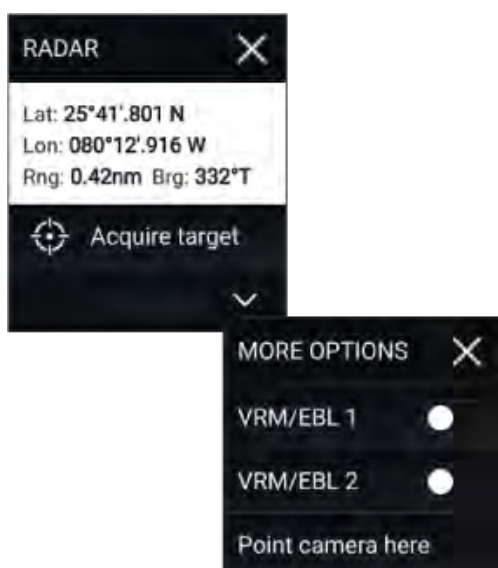 RADAR
Lat: 25°41'.801 N
Lon: 080°12'.916 W
Rng: 0.42nm Brg: 332°T
Acquire target
MORE OPTIONS
VRM/EBL 1
VRM/EBL 2
Point camera here